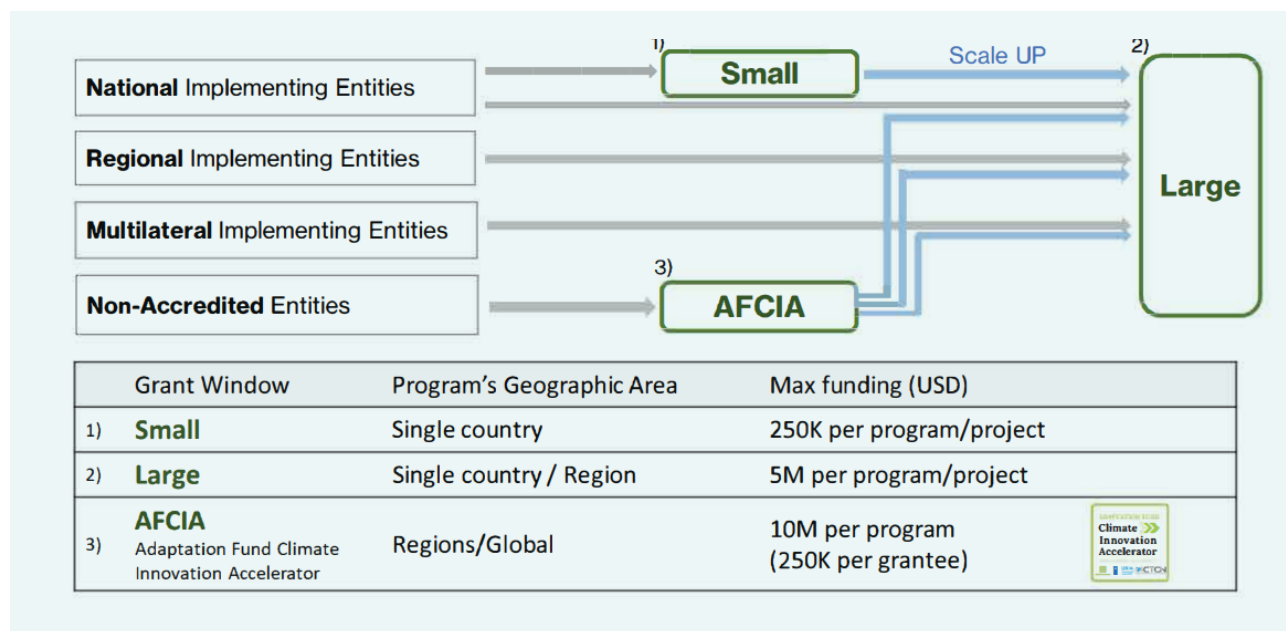 1)
Small
Scale UP
2)
National Implementing Entities
Regional Implementing Entities
Large
Multilateral Implementing Entities
3)
Non-Accredited Entities
AFCIA
Grant Window Program's Geographic Area Max funding (USD)
1) Small Single country 250K per program/project
2) Large Single country / Region 5M per program/project
3) AFCIA
Adaptation Fund Climate
Innovation Accelerator
Regions/Global
10M per program
(250K per grantee)
ADAPTATION FUND
Climate
Innovation
Accelerator
CTCN